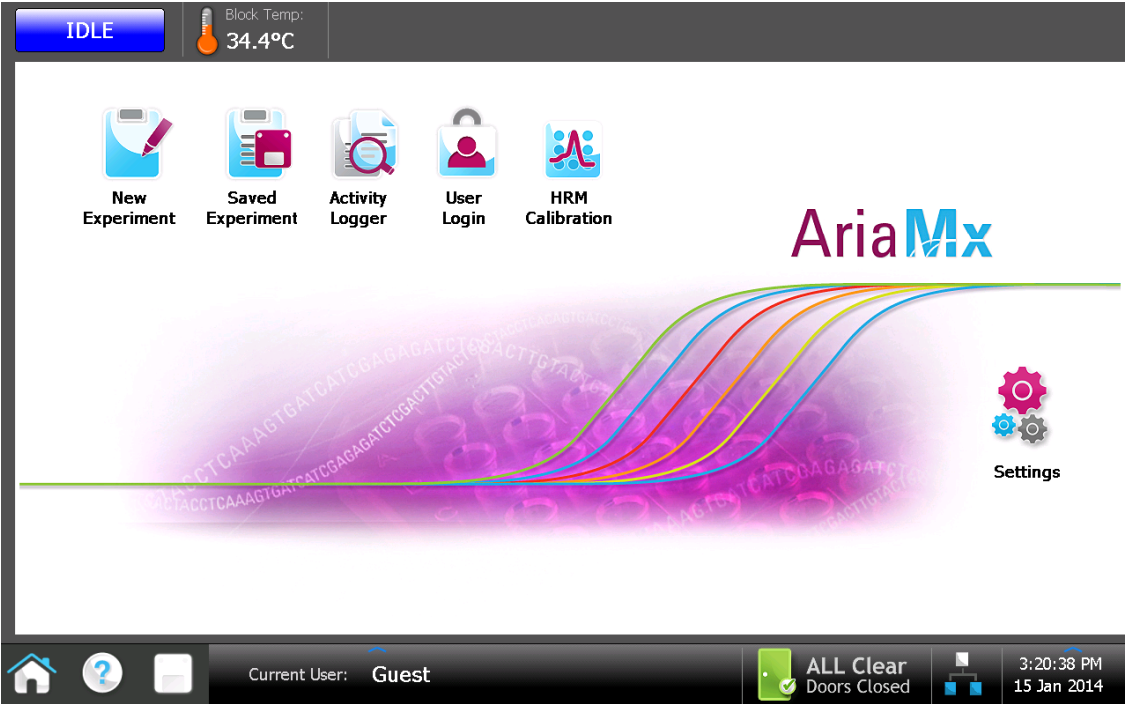 IDLE
Block Temp:
34.4°C
New
Experiment
Saved
Experiment
Activity
Logger
User
Login
HRM
Calibration
AriaMx
Settings
?
Current User:
Guest
ALL Clear
Doors Closed
3:20:38 PM
15 Jan 2014